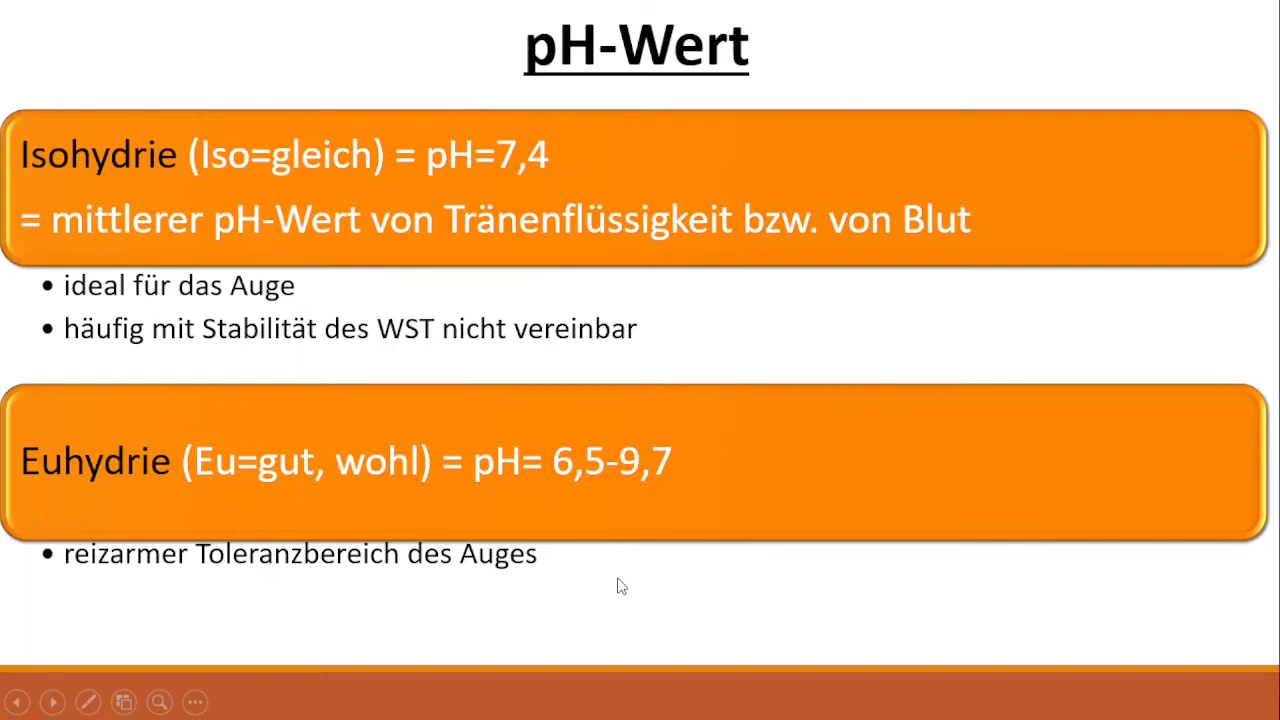 pH-Wert
Isohydrie (Iso=gleich) = pH=7,4
= mittlerer pH-Wert von Tränenflüssigkeit bzw. von Blut
• ideal für das Auge
• häufig mit Stabilität des WST nicht vereinbar
Euhydrie (Eu=gut, wohl) = pH= 6,5-9,7
• reizarmer Toleranzbereich des Auges